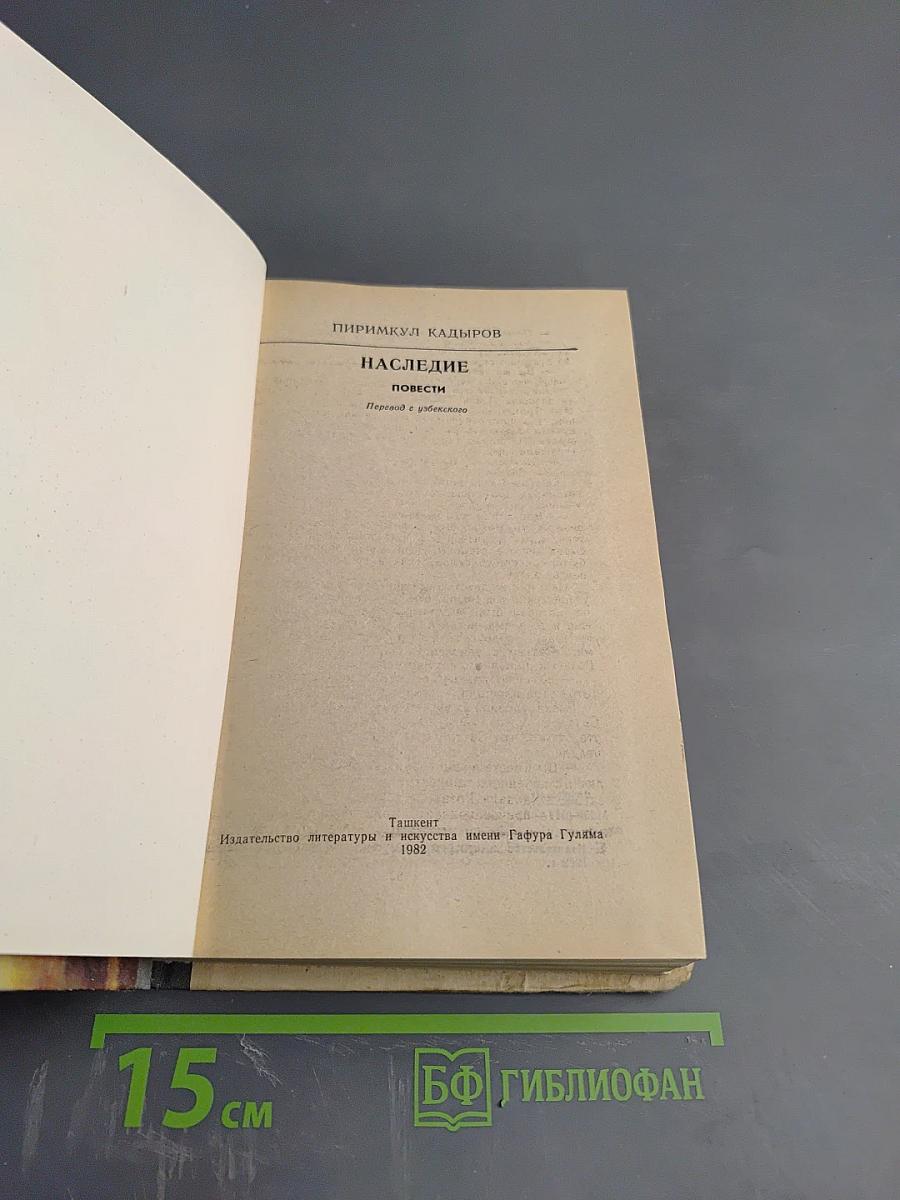 ПИРИМКУЛ КАДЫРОВ
НАСЛЕДИЕ
ПОВЕСТИ
Перевод с узбекского
Ташкент
Издательство литературы и искусства имени Гафура Гуляма
1982
15 см
БФ ГИБЛИОФАН